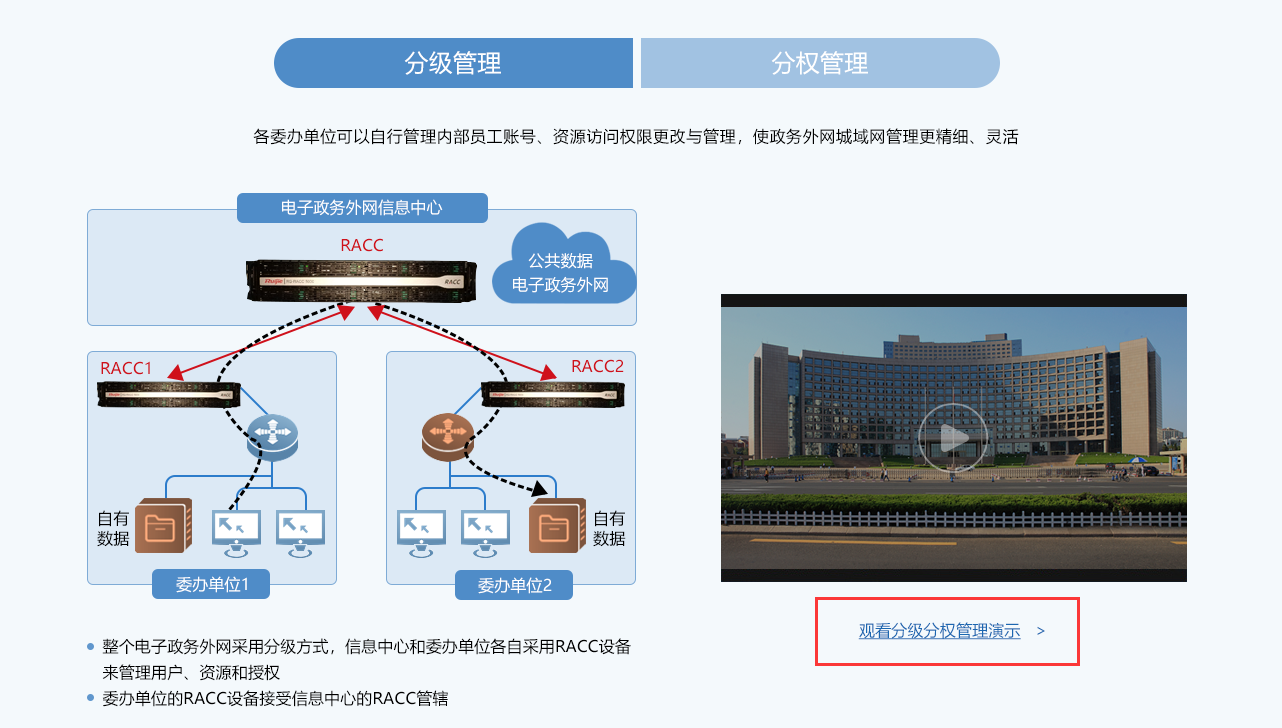 分级管理
分权管理
各委办单位可以自行管理内部员工账号、资源访问权限更改与管理，使政务外网城域网管理更精细、灵活
电子政务外网信息中心
RACC
公共数据
电子政务外网
Ruijie
RACC
RACC1
RACC2
RACC
RACC
自有
数据
自有
数据
委办单位1
委办单位2
整个电子政务外网采用分级方式，信息中心和委办单位各自采用RACC设备
来管理用户、资源和授权
委办单位的RACC设备接受信息中心的RACC管辖
观看分级分权管理演示 >